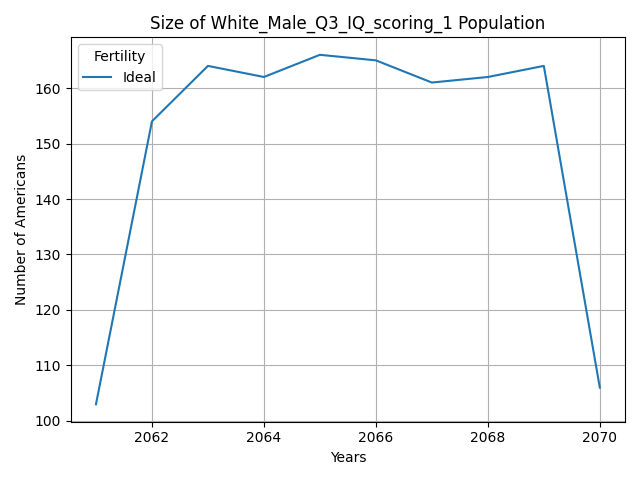 Size of White_Male_Q3_IQ_scoring_1 Population
Fertility
Ideal
Number of Americans
160
150
140
130
120
110
100
2062
2064
2066
2068
2070
Years